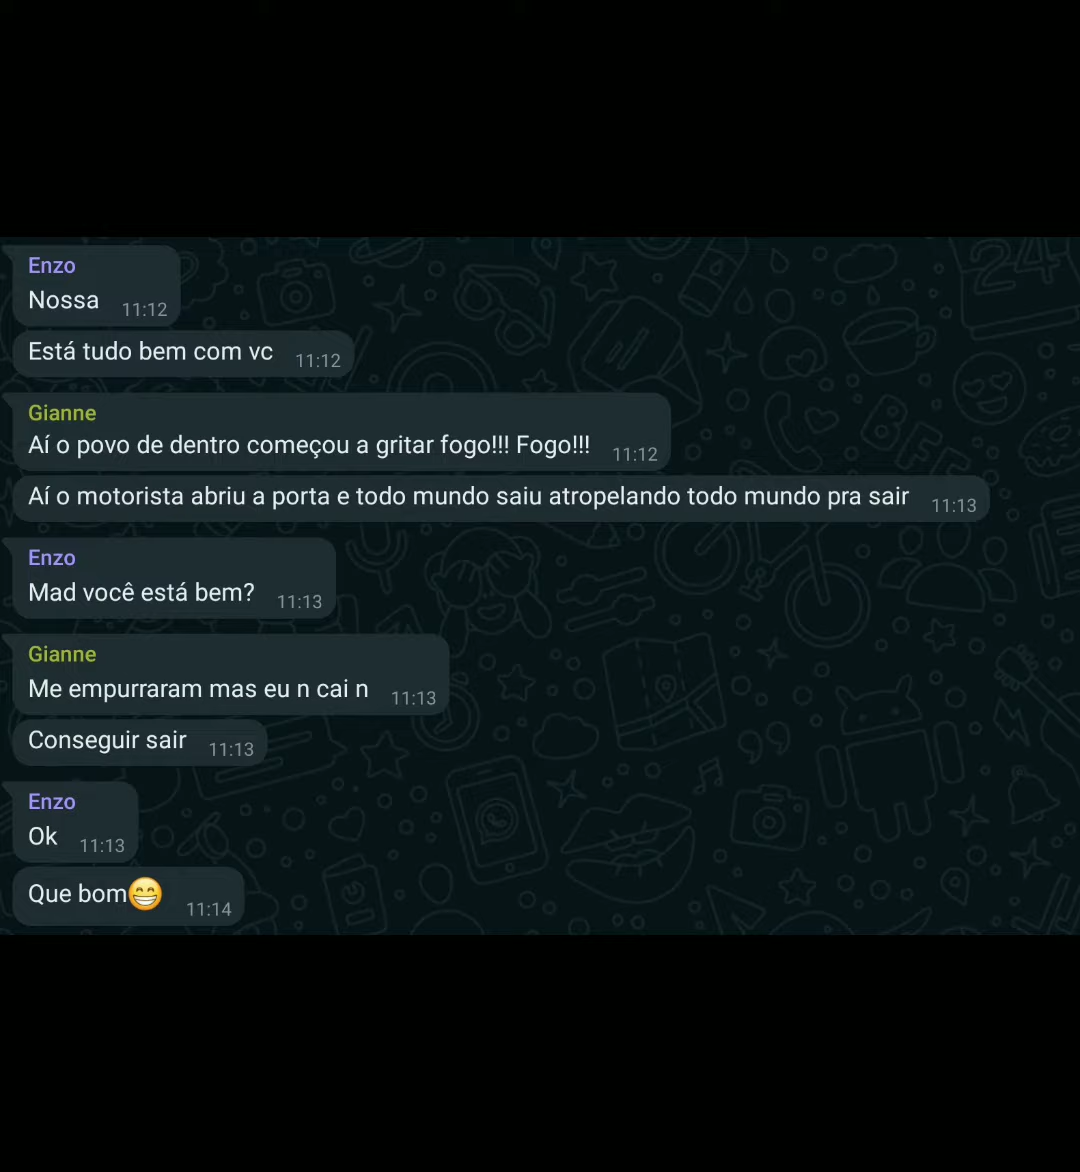 Enzo
Nossa 11:12
Está tudo bem com vc 11:12
Gianne
Aí o povo de dentro começou a gritar fogo!!! Fogo!!! 11:12
Aí o motorista abriu a porta e todo mundo saiu atropelando todo mundo pra sair 11:13
Enzo
Mad você está bem? 11:13
Gianne
Me empurraram mas eu n cai n 11:13
Conseguir sair 11:13
Enzo
Ok 11:13
Que bom😁 11:14